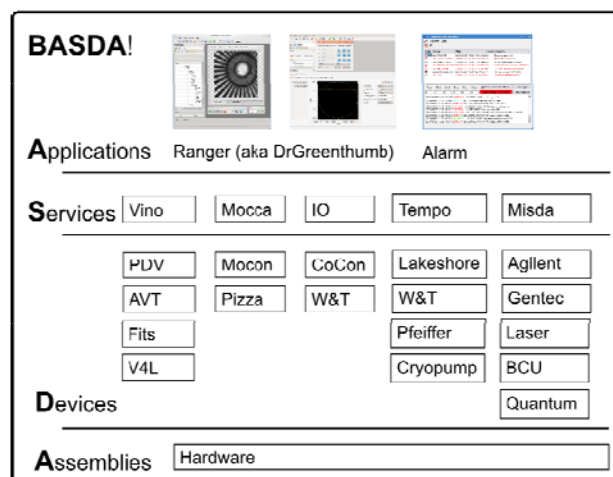 BASDA!
Applications Ranger (aka DrGreenthumb) Alarm
Services Vino Mocca IO Tempo Misda
PDV Mocon CoCon Lakeshore Agilent
AVT Pizza W&T W&T Gentec
Fits Pfeiffer Laser
V4L Cryopump BCU
Devices Quantum
Assemblies Hardware